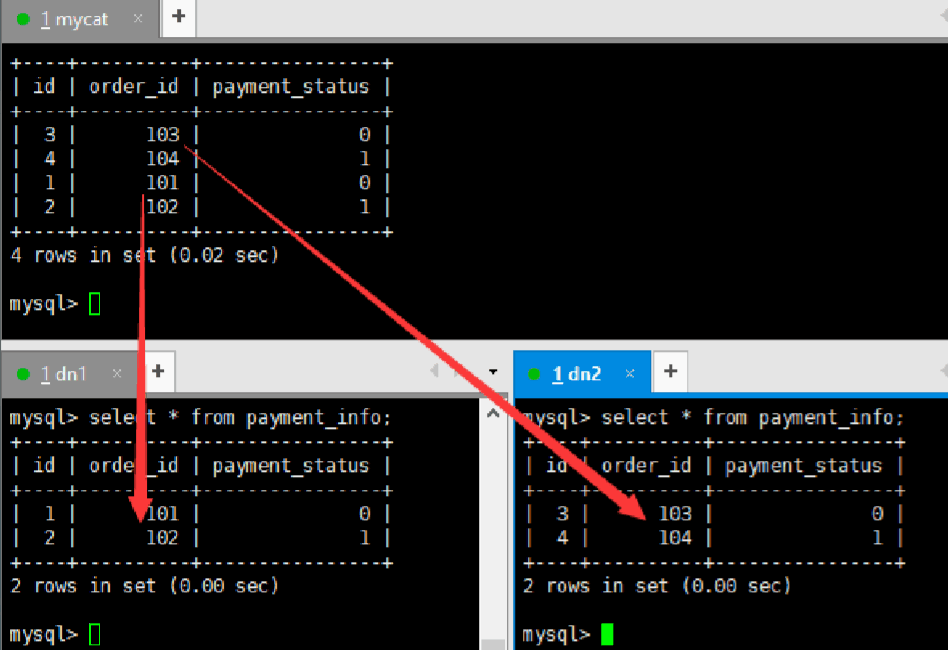 1 mycat × +
+----+----------+----------------+
| id | order_id | payment_status |
+----+----------+----------------+
| 3 | 103 | 0 |
| 4 | 104 | 1 |
| 1 | 101 | 0 |
| 2 | 102 | 1 |
+----+----------+----------------+
4 rows in set (0.02 sec)
mysql>
1 dn1 × +
mysql> select * from payment_info;
+----+----------+----------------+
| id | order_id | payment_status |
+----+----------+----------------+
| 1 | 101 | 0 |
| 2 | 102 | 1 |
+----+----------+----------------+
2 rows in set (0.00 sec)
mysql>
1 dn2 × +
mysql> select * from payment_info;
+----+----------+----------------+
| id | order_id | payment_status |
+----+----------+----------------+
| 3 | 103 | 0 |
| 4 | 104 | 1 |
+----+----------+----------------+
2 rows in set (0.00 sec)
mysql>